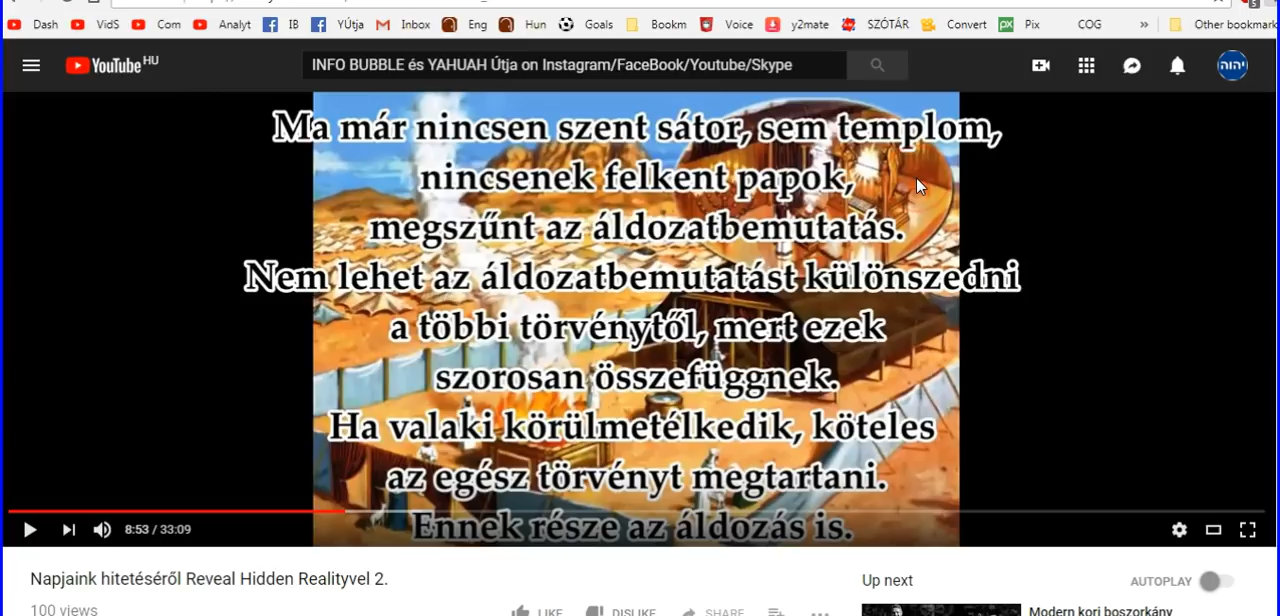 Dash VidS Com Analyt IB YÚtja Inbox Eng Hun Goals Bookm Voice y2mate SZÓTÁR Convert Pix COG » Other bookmark
YouTube HU INFO BUBBLE és YAHUAH Útja on Instagram/FaceBook/Youtube/Skype יהוה
Ma már nincsen szent sátor, sem templom,
nincsenek felkent papok,
megszűnt az áldozatbemutatás.
Nem lehet az áldozatbemutatást különszedni
a többi törvénytől, mert ezek
szorosan összefüggnek.
Ha valaki körülmetélkedik, köteles
az egész törvényt megtartani.
Ennek része az áldozás is.
8:53 / 33:09
Napjaink hitetéséről Reveal Hidden Realityvel 2.
Up next AUTOPLAY
100 views LIKE DISLIKE SHARE
Modern kori boszorkány